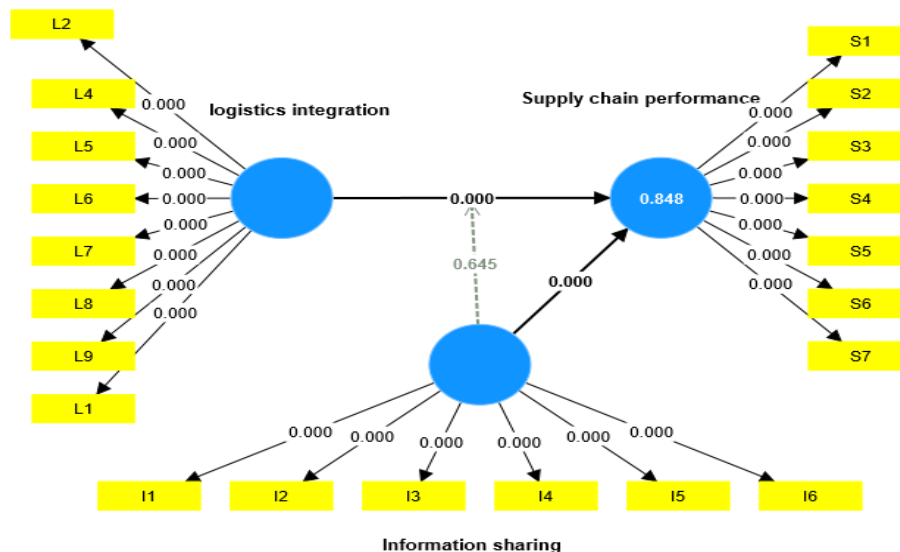 L2
S1
L4
0.000
logistics integration
Supply chain performance
0.000
S2
L5
0.000
0.000
S3
L6
0.000
0.000
0.000
0.848
0.000
S4
L7
0.000
0.000
S5
L8
0.000
0.645
0.000
0.000
S6
L9
0.000
0.000
S7
L1
0.000
0.000
0.000
0.000
0.000
0.000
0.000
I1
I2
I3
I4
I5
I6
Information sharing